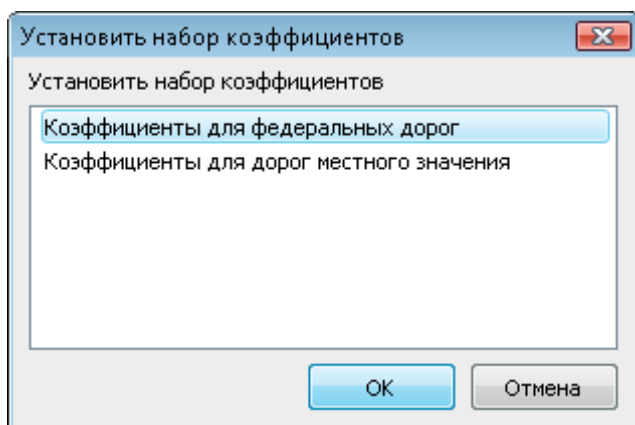 Установить набор коэффициентов
Установить набор коэффициентов
Коэффициенты для федеральных дорог
Коэффициенты для дорог местного значения
OK
Отмена